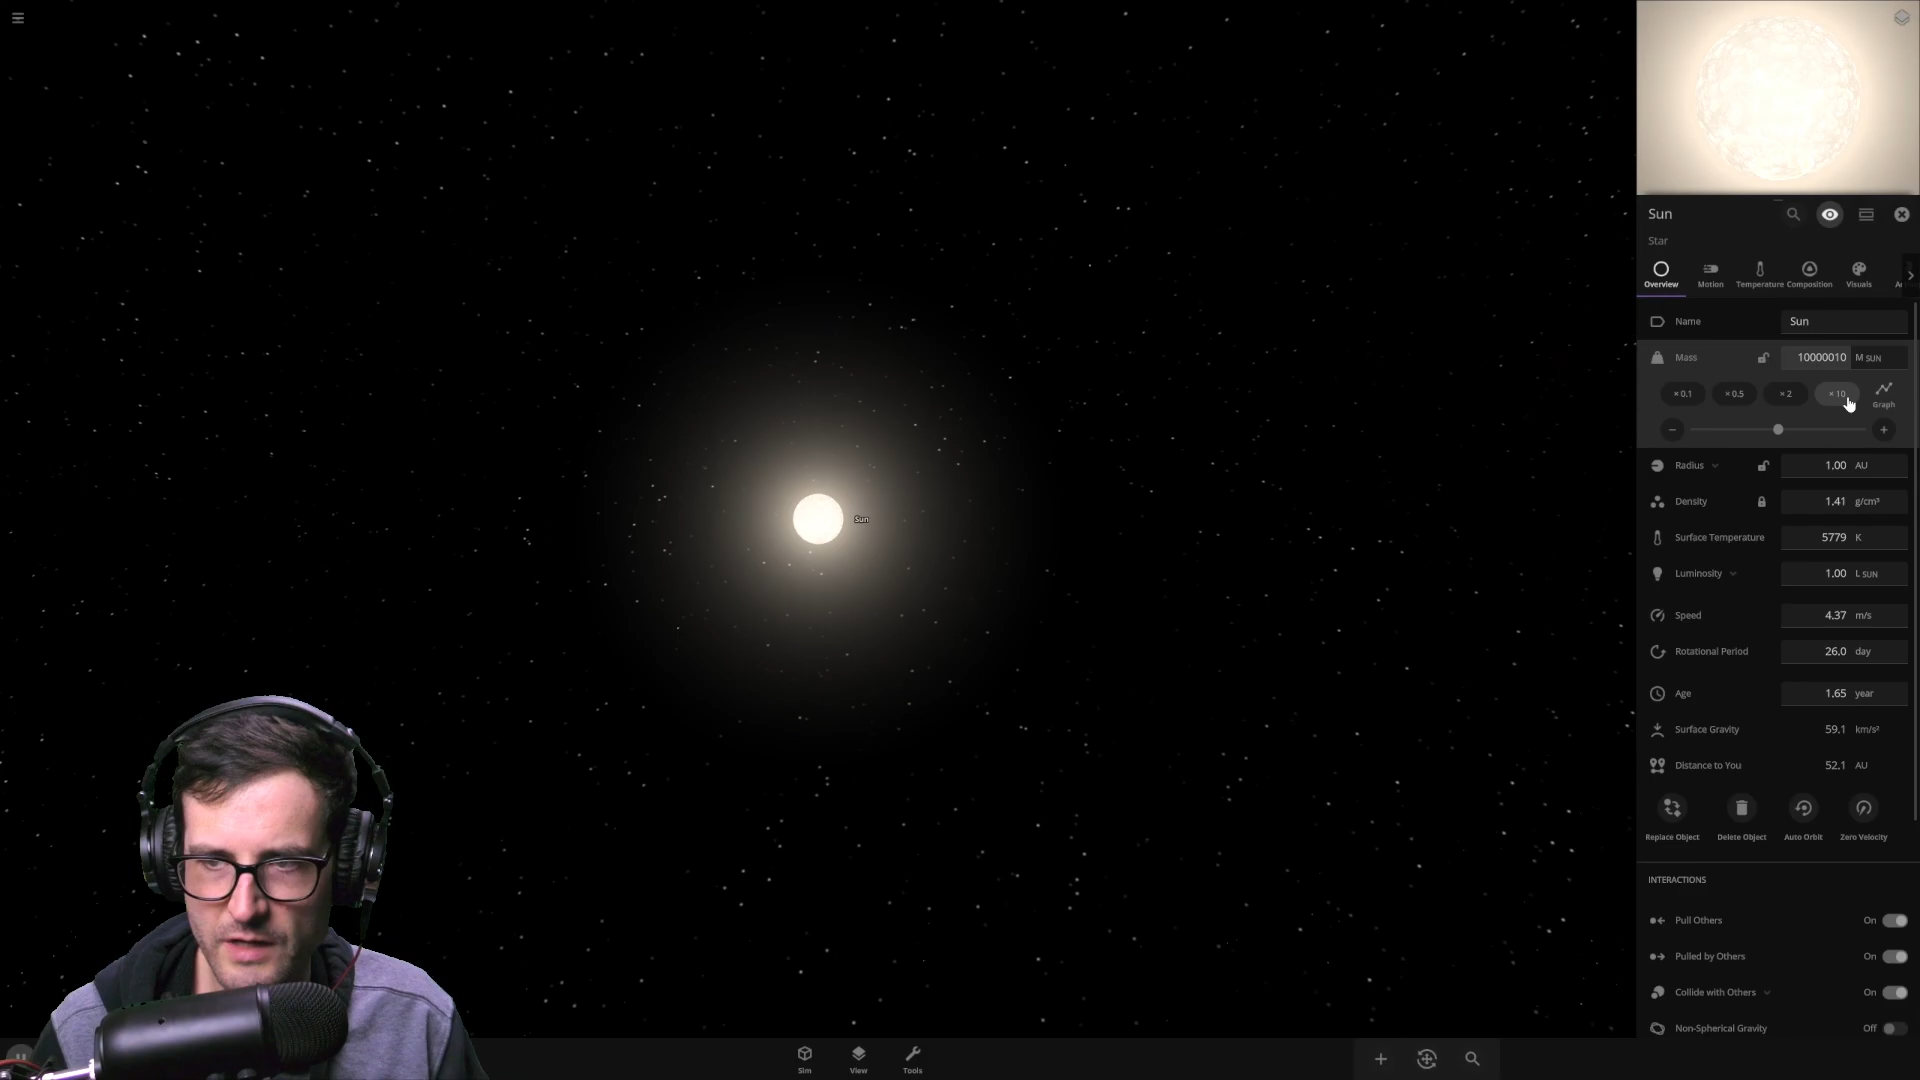 Sun
Star
Overview
Motion
Temperature
Composition
Visuals
Name
Sun
Mass
10000010 M SUN
× 0.1
× 0.5
× 2
× 10
Graph
Radius
1.00 AU
Density
1.41 g/cm³
Surface Temperature
5779 K
Luminosity
1.00 L SUN
Speed
4.37 m/s
Rotational Period
26.0 day
Age
1.65 year
Surface Gravity
59.1 km/s²
Distance to You
52.1 AU
Replace Object
Delete Object
Auto Orbit
Zero Velocity
INTERACTIONS
Pull Others
On
Pulled by Others
On
Collide with Others
On
Non-Spherical Gravity
Off
Sun
Sim
View
Tools